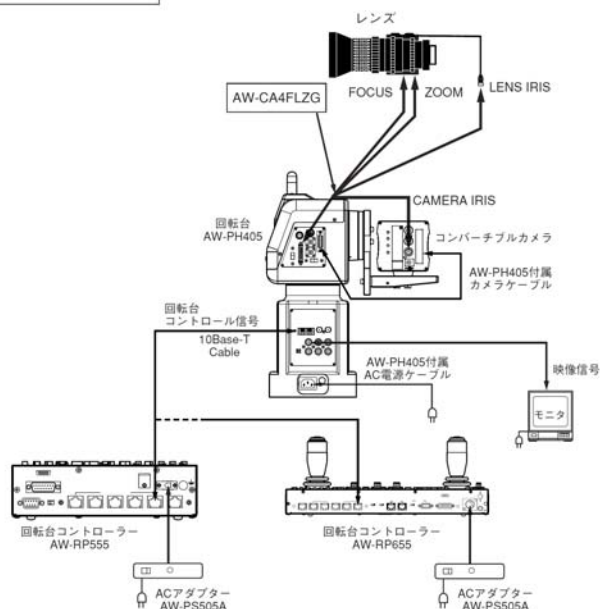 レンズ
FOCUS
ZOOM
LENS IRIS
AW-CA4FLZG
CAMERA IRIS
回転台
AW-PH405
コンバーチブルカメラ
AW-PH405付属
カメラケーブル
回転台
コントロール信号
10Base-T
Cable
AW-PH405付属
AC電源ケーブル
映像信号
モニタ
回転台コントローラー
AW-RP555
回転台コントローラー
AW-RP655
ACアダプター
AW-PS505A
ACアダプター
AW-PS505A